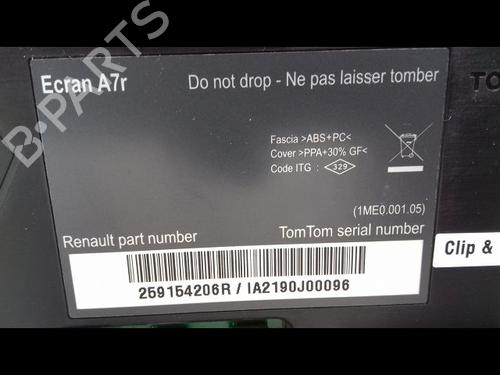 Ecran A7r
Do not drop - Ne pas laisser tomber
TO
B-PARTS
Fascia >ABS+PC<
Cover >PPA+30% GF<
Code ITG : 329
(1ME0.001.05)
Renault part number
TomTom serial number
Clip &
259154206R / IA2190J00096